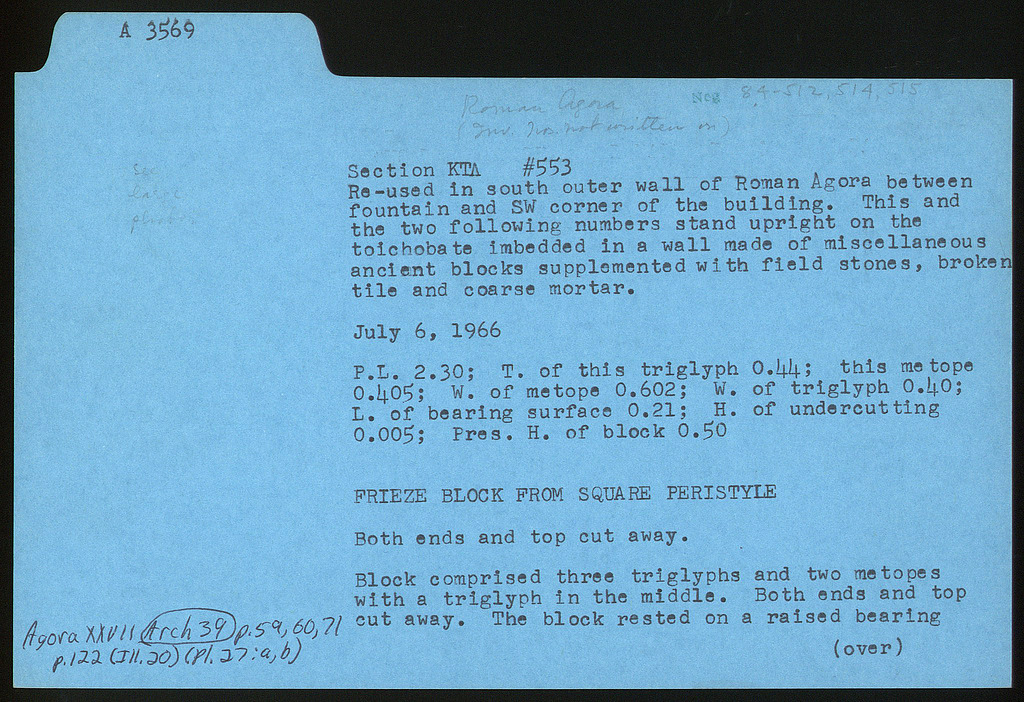 A 3569
Neg 84-512, 514, 515
Roman Agora
(Inv. Nos. not written on)
See
large
photo
Section KTΛ #553
Re-used in south outer wall of Roman Agora between
fountain and SW corner of the building. This and
the two following numbers stand upright on the
toichobate imbedded in a wall made of miscellaneous
ancient blocks supplemented with field stones, broken
tile and coarse mortar.
July 6, 1966
P.L. 2.30; T. of this triglyph 0.44; this metope
0.405; W. of metope 0.602; W. of triglyph 0.40;
L. of bearing surface 0.21; H. of undercutting
0.005; Pres. H. of block 0.50
FRIEZE BLOCK FROM SQUARE PERISTYLE
Both ends and top cut away.
Block comprised three triglyphs and two metopes
with a triglyph in the middle. Both ends and top
cut away. The block rested on a raised bearing
(over)
Agora XXVII Arch 39 p.59, 60, 71
p.122 (Ill. 20) (Pl. 27:a,b)